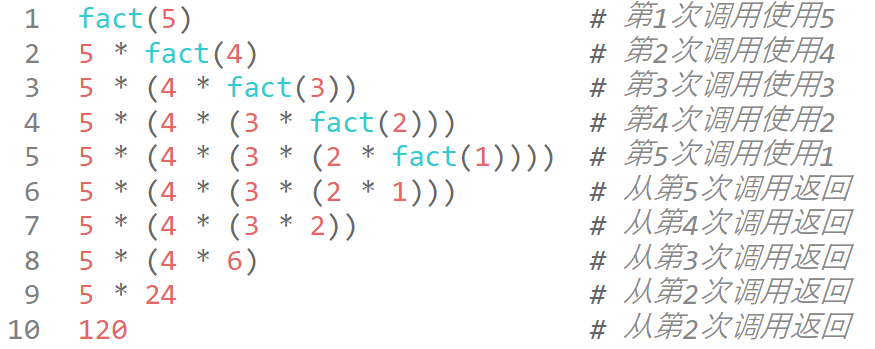 1 fact(5) # 第1次调用使用5
2 5 * fact(4) # 第2次调用使用4
3 5 * (4 * fact(3)) # 第3次调用使用3
4 5 * (4 * (3 * fact(2))) # 第4次调用使用2
5 5 * (4 * (3 * (2 * fact(1)))) # 第5次调用使用1
6 5 * (4 * (3 * (2 * 1))) # 从第5次调用返回
7 5 * (4 * (3 * 2)) # 从第4次调用返回
8 5 * (4 * 6) # 从第3次调用返回
9 5 * 24 # 从第2次调用返回
10 120 # 从第2次调用返回